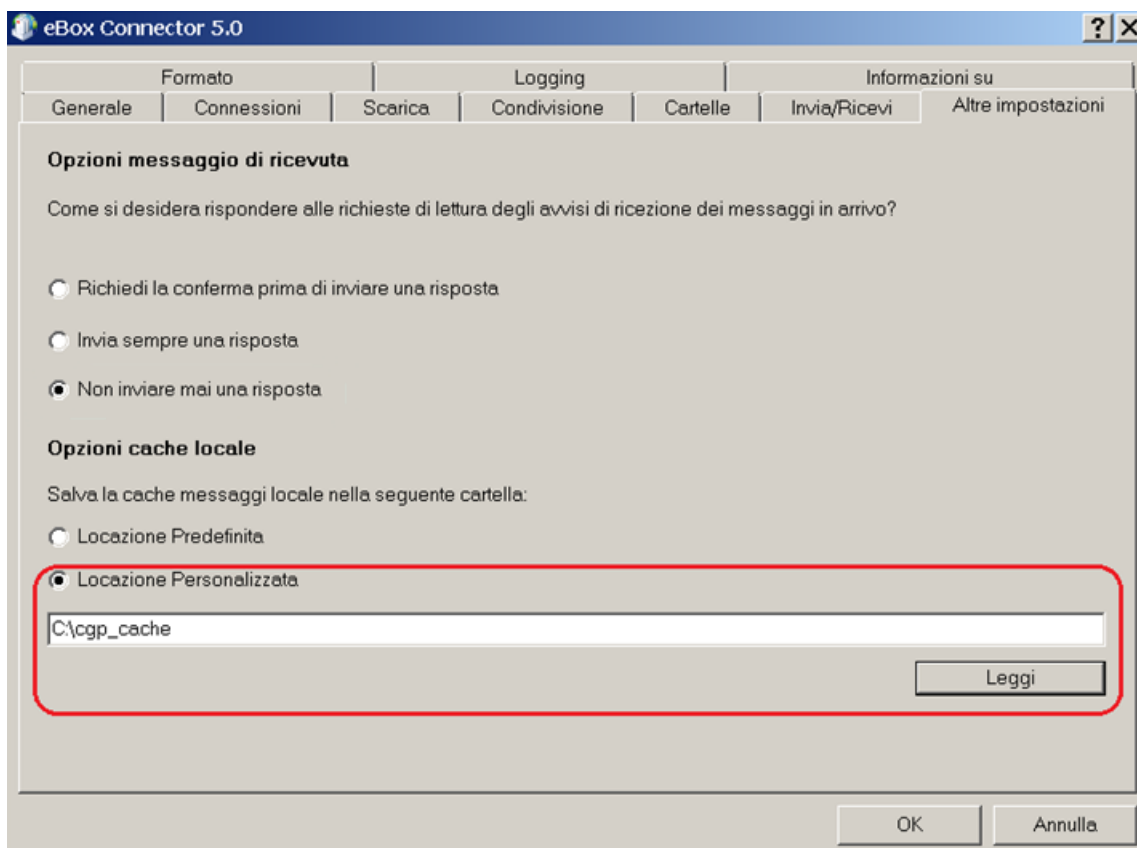 eBox Connector 5.0
Formato Logging Informazioni su
Generale Connessioni Scarica Condivisione Cartelle Invia/Ricevi Altre impostazioni
Opzioni messaggio di ricevuta
Come si desidera rispondere alle richieste di lettura degli avvisi di ricezione dei messaggi in arrivo?
Richiedi la conferma prima di inviare una risposta
Invia sempre una risposta
Non inviare mai una risposta
Opzioni cache locale
Salva la cache messaggi locale nella seguente cartella:
Locazione Predefinita
Locazione Personalizzata
C:\cgp_cache
Leggi
OK Annulla